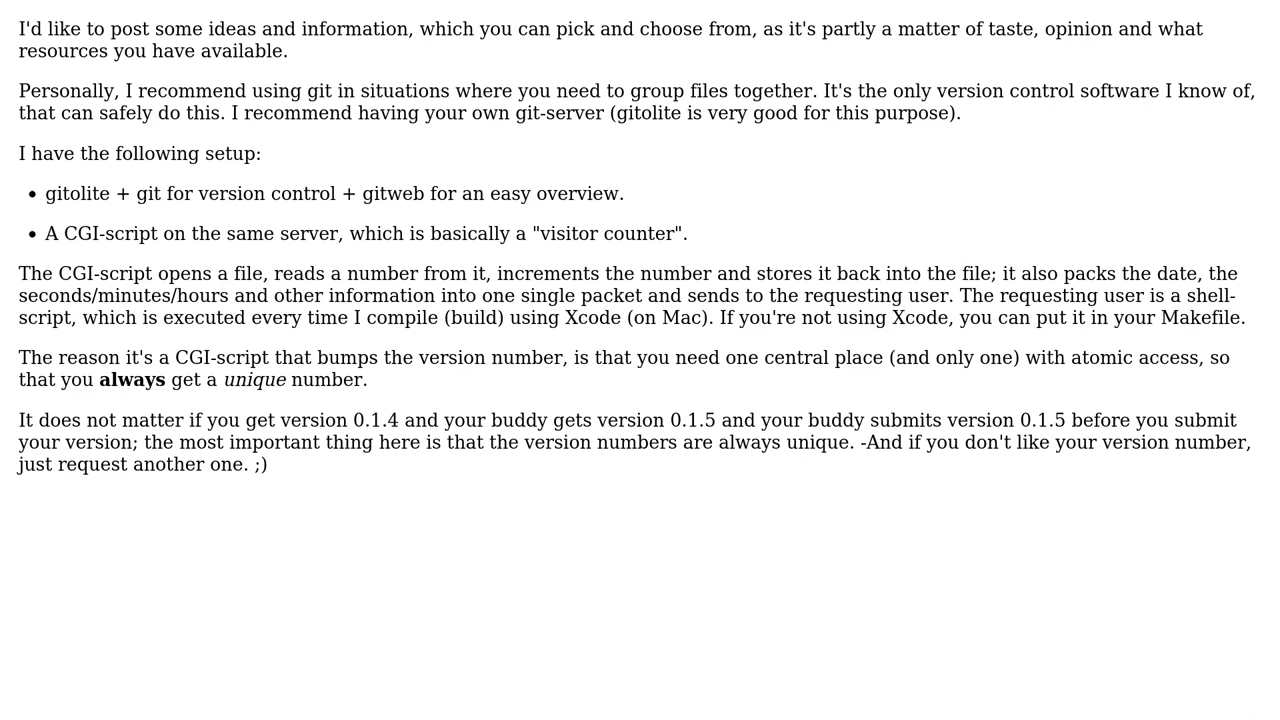 I'd like to post some ideas and information, which you can pick and choose from, as it's partly a matter of taste, opinion and what
resources you have available.
Personally, I recommend using git in situations where you need to group files together. It's the only version control software I know of,
that can safely do this. I recommend having your own git-server (gitolite is very good for this purpose).
I have the following setup:
• gitolite + git for version control + gitweb for an easy overview.
• A CGI-script on the same server, which is basically a "visitor counter".
The CGI-script opens a file, reads a number from it, increments the number and stores it back into the file; it also packs the date, the
seconds/minutes/hours and other information into one single packet and sends to the requesting user. The requesting user is a shell-
script, which is executed every time I compile (build) using Xcode (on Mac). If you're not using Xcode, you can put it in your Makefile.
The reason it's a CGI-script that bumps the version number, is that you need one central place (and only one) with atomic access, so
that you always get a unique number.
It does not matter if you get version 0.1.4 and your buddy gets version 0.1.5 and your buddy submits version 0.1.5 before you submit
your version; the most important thing here is that the version numbers are always unique. -And if you don't like your version number,
just request another one. ;)